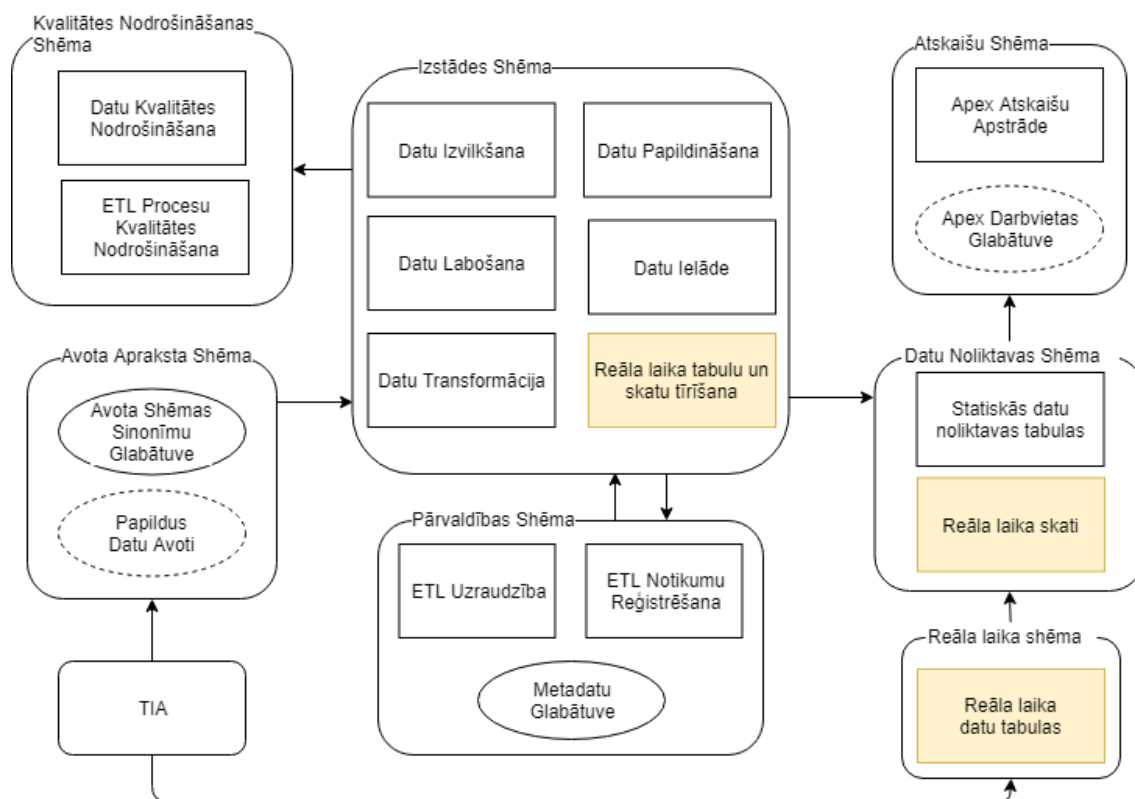 Kvalitātes Nodrošināšanas
Shēma
Datu Kvalitātes
Nodrošināšana
ETL Procesu
Kvalitātes
Nodrošināšana
Izstādes Shēma
Datu Izvilkšana
Datu Papildināšana
Datu Labošana
Datu Ielāde
Datu Transformācija
Reāla laika tabulu un
skatu tīrīšana
Atskaišu Shēma
Apex Atskaišu
Apstrāde
Apex Darbvietas
Glabātuve
Avota Apraksta Shēma
Avota Shēmas
Sinonīmu
Glabātuve
Papildus
Datu Avoti
Datu Noliktavas Shēma
Statiskās datu
noliktavas tabulas
Reāla laika skati
Pārvaldības Shēma
ETL Uzraudzība
ETL Notikumu
Reģistrēšana
Metadatu
Glabātuve
TIA
Reāla laika shēma
Reāla laika
datu tabulas